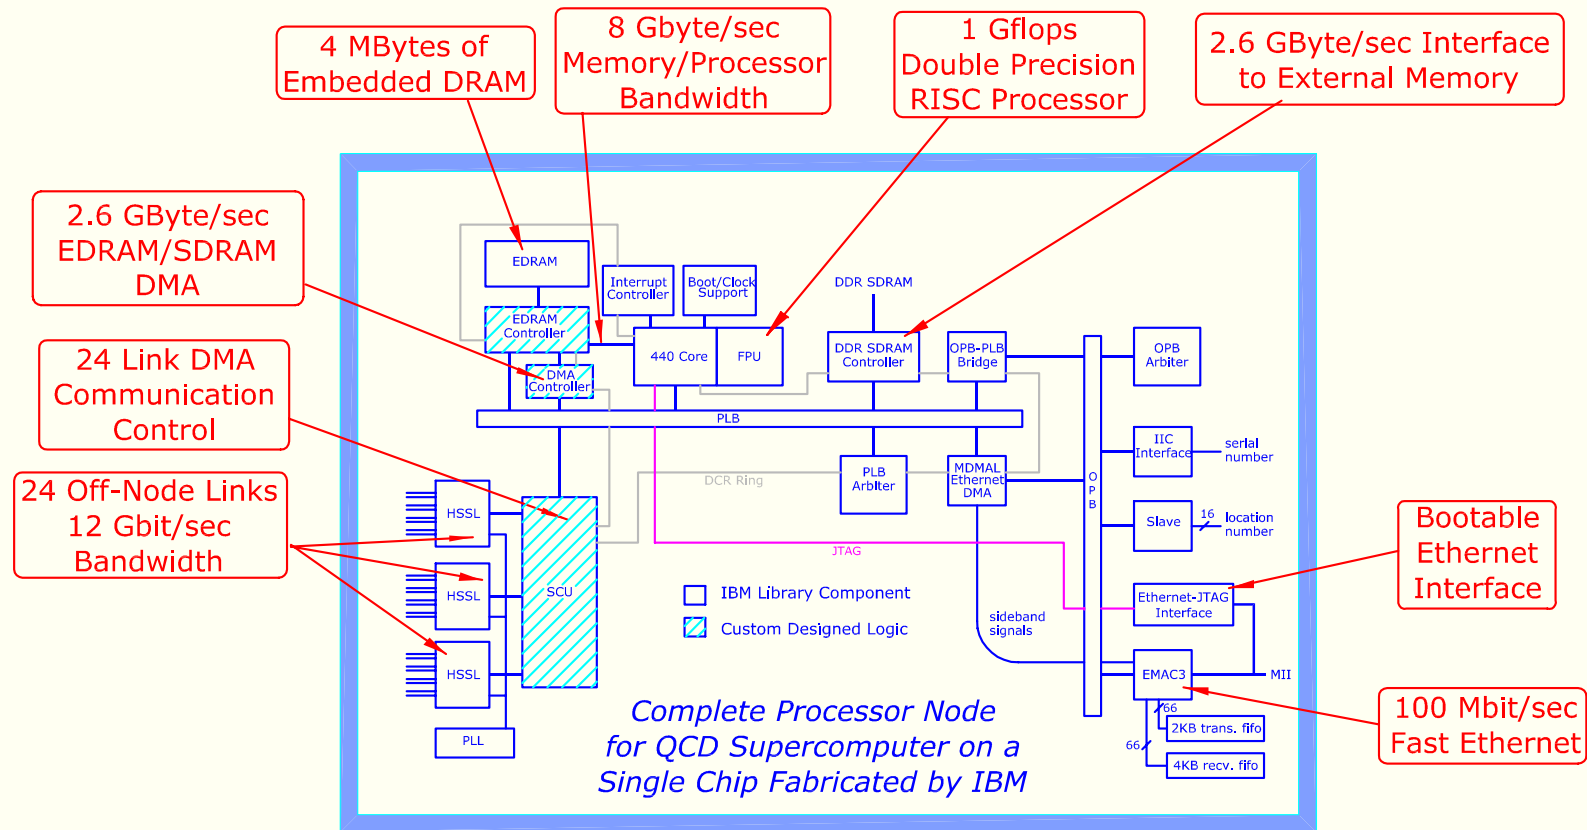 4 MBytes of
Embedded DRAM
8 Gbyte/sec
Memory/Processor
Bandwidth
1 Gflops
Double Precision
RISC Processor
2.6 GByte/sec Interface
to External Memory
2.6 GByte/sec
EDRAM/SDRAM
DMA
24 Link DMA
Communication
Control
24 Off-Node Links
12 Gbit/sec
Bandwidth
EDRAM
EDRAM
Controller
DMA
Controller
Interrupt
Controller
Boot/Clock
Support
440 Core
FPU
DDR SDRAM
DDR SDRAM
Controller
OPB-PLB
Bridge
OPB
Arbiter
PLB
PLB
Arbiter
MDMAL
Ethernet
DMA
DCR Ring
O
P
B
IIC
Interface
serial
number
Slave
16
location
number
JTAG
HSSL
HSSL
HSSL
SCU
PLL
IBM Library Component
Custom Designed Logic
sideband
signals
Ethernet-JTAG
Interface
EMAC3
MII
66
2KB trans. fifo
66
4KB recv. fifo
Bootable
Ethernet
Interface
100 Mbit/sec
Fast Ethernet
Complete Processor Node
for QCD Supercomputer on a
Single Chip Fabricated by IBM